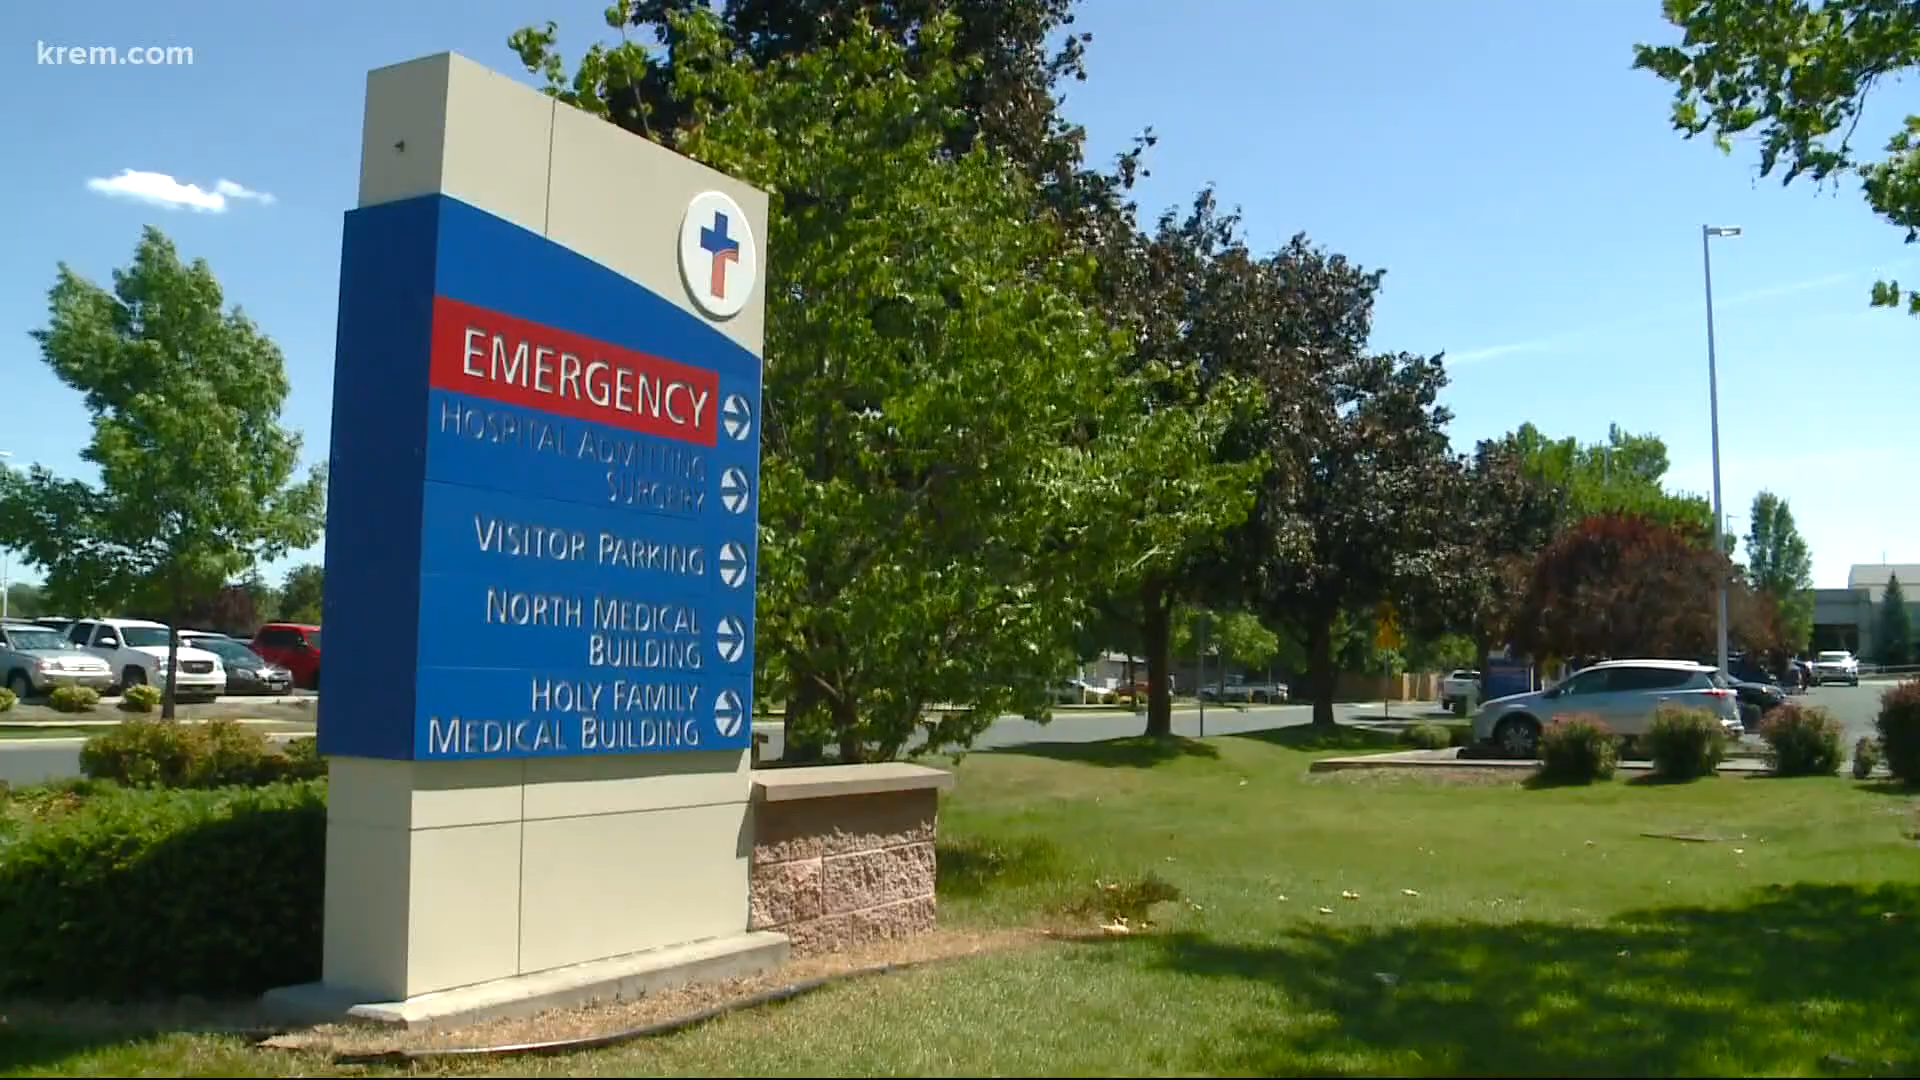 krem.com
EMERGENCY
HOSPITAL ADMITTING
SURGERY
VISITOR PARKING
NORTH MEDICAL
BUILDING
HOLY FAMILY
MEDICAL BUILDING